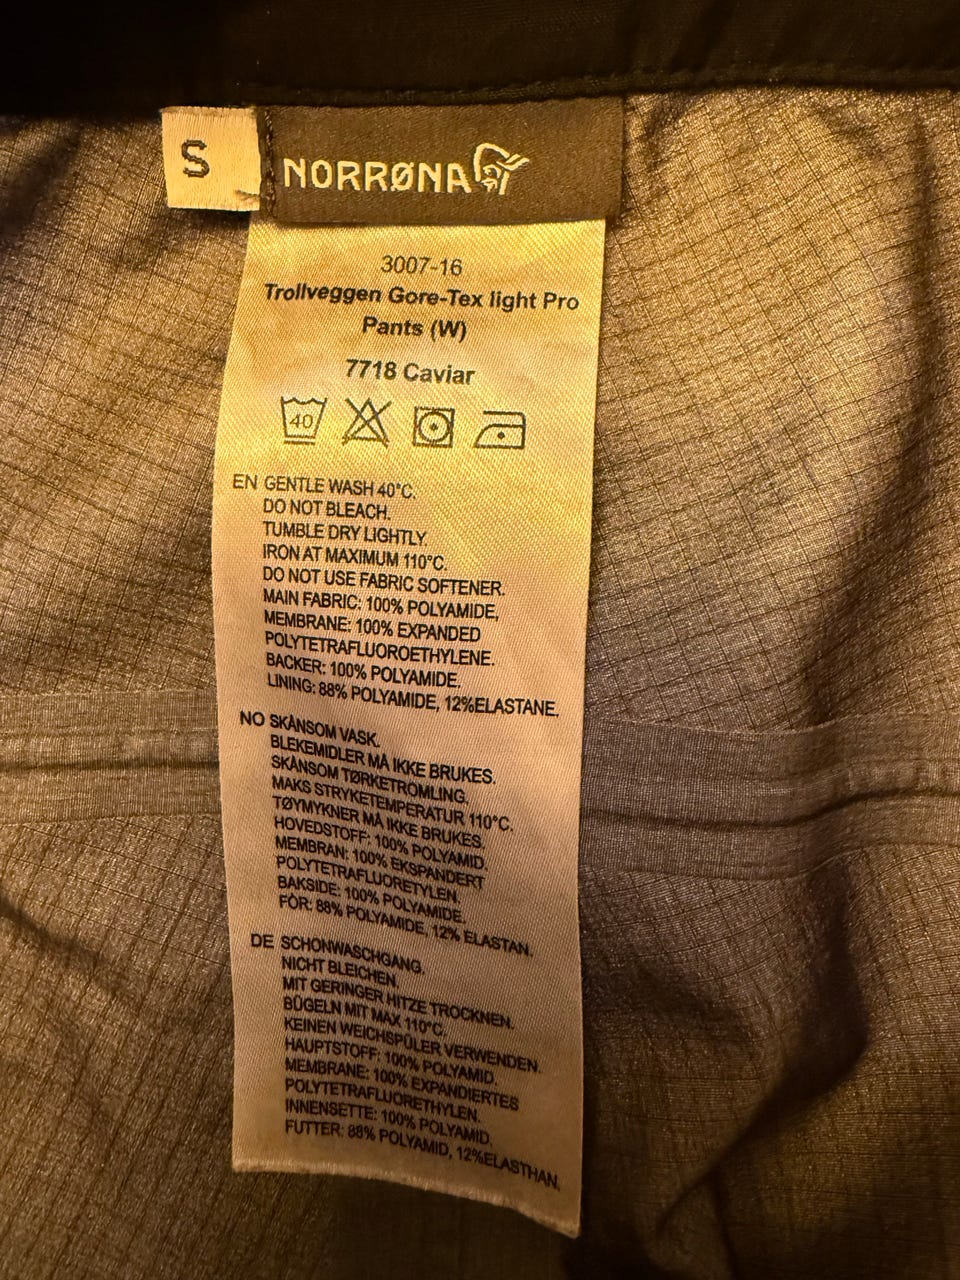 S
NORRØNA
3007-16
Trollveggen Gore-Tex light Pro
Pants (W)
7718 Caviar
40
EN GENTLE WASH 40°C.
DO NOT BLEACH.
TUMBLE DRY LIGHTLY.
IRON AT MAXIMUM 110°C.
DO NOT USE FABRIC SOFTENER.
MAIN FABRIC: 100% POLYAMIDE,
MEMBRANE: 100% EXPANDED
POLYTETRAFLUOROETHYLENE.
BACKER: 100% POLYAMIDE.
LINING: 88% POLYAMIDE, 12%ELASTANE.
NO SKÅNSOM VASK.
BLEKEMIDLER MÅ IKKE BRUKES.
SKÅNSOM TØRKETROMLING.
MAKS STRYKETEMPERATUR 110°C.
TØYMYKNER MÅ IKKE BRUKES.
HOVEDSTOFF: 100% POLYAMID.
MEMBRAN: 100% EKSPANDERT
POLYTETRAFLUORETYLEN.
BAKSIDE: 100% POLYAMIDE.
FÒR: 88% POLYAMIDE, 12% ELASTAN.
DE SCHONWASCHGANG.
NICHT BLEICHEN.
MIT GERINGER HITZE TROCKNEN.
BÜGELN MIT MAX 110°C.
KEINEN WEICHSPÜLER VERWENDEN.
HAUPTSTOFF: 100% POLYAMID.
MEMBRANE: 100% EXPANDIERTES
POLYTETRAFLUORETHYLEN.
INNENSETTE: 100% POLYAMID.
FUTTER: 88% POLYAMID, 12%ELASTHAN.